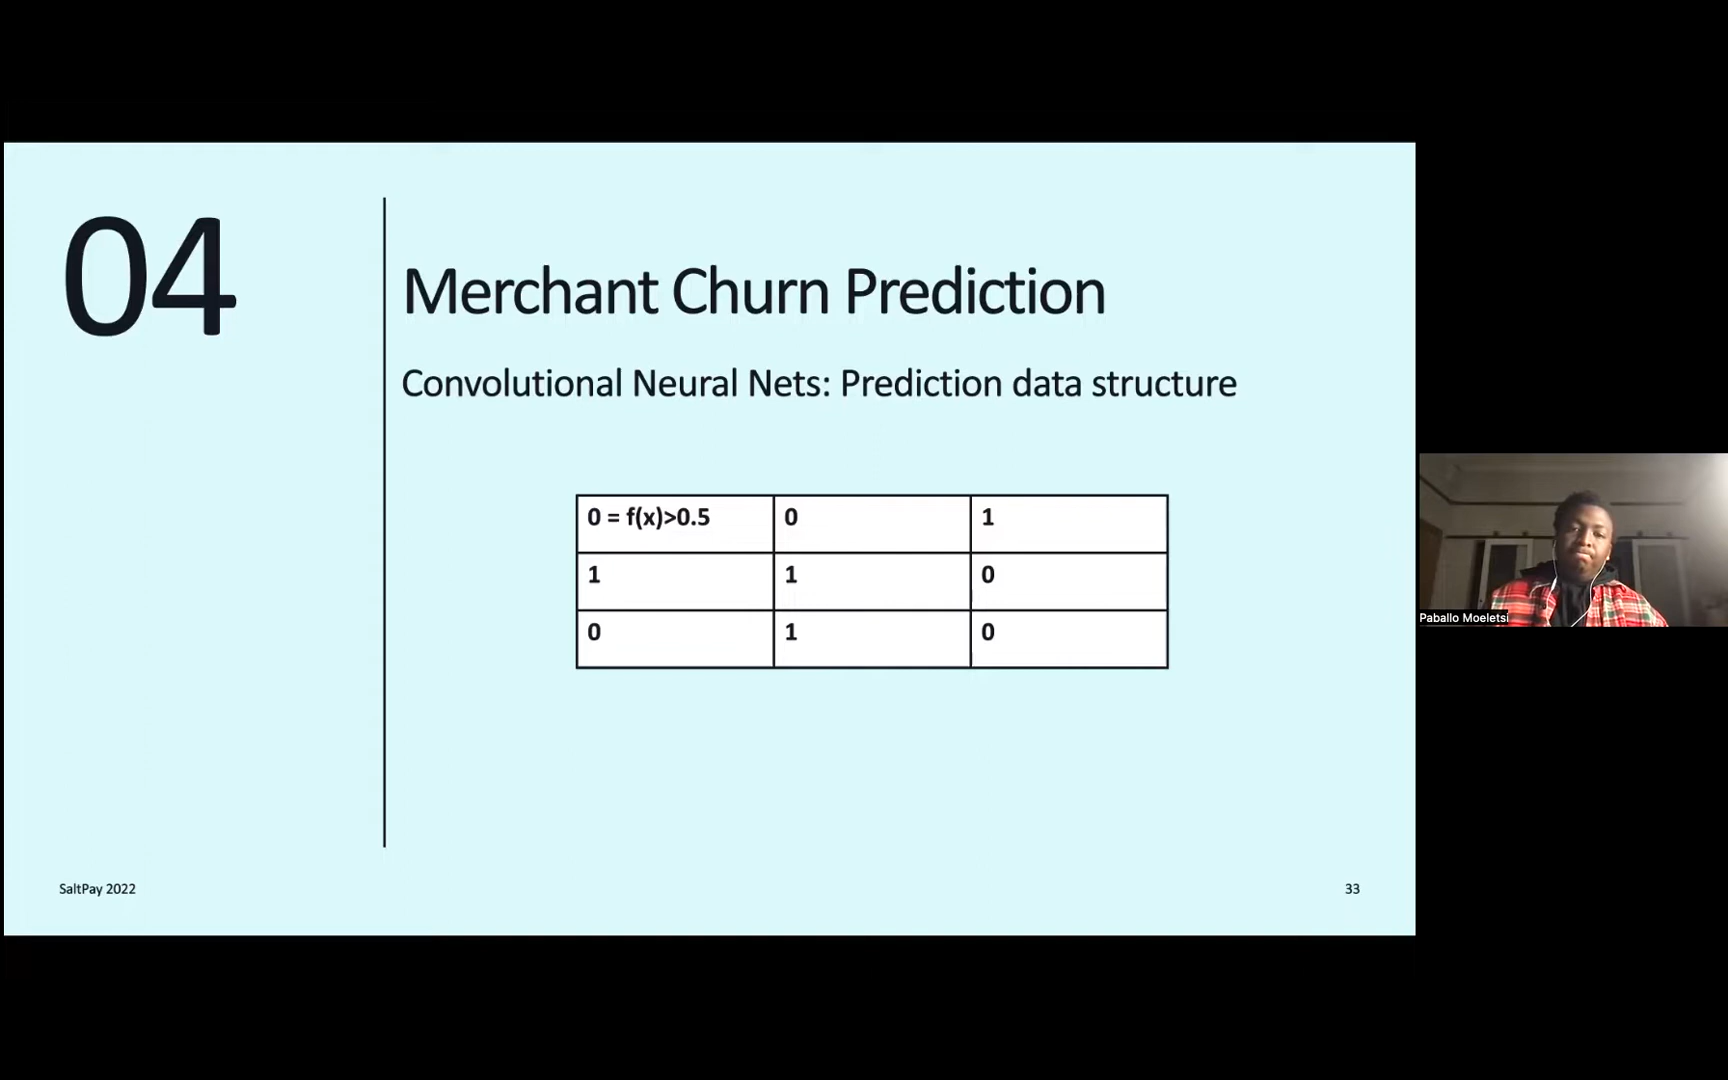 04
Merchant Churn Prediction
Convolutional Neural Nets: Prediction data structure
0 = f(x)>0.5 0 1
1 1 0
0 1 0
Paballo Moeletsi
SaltPay 2022
33